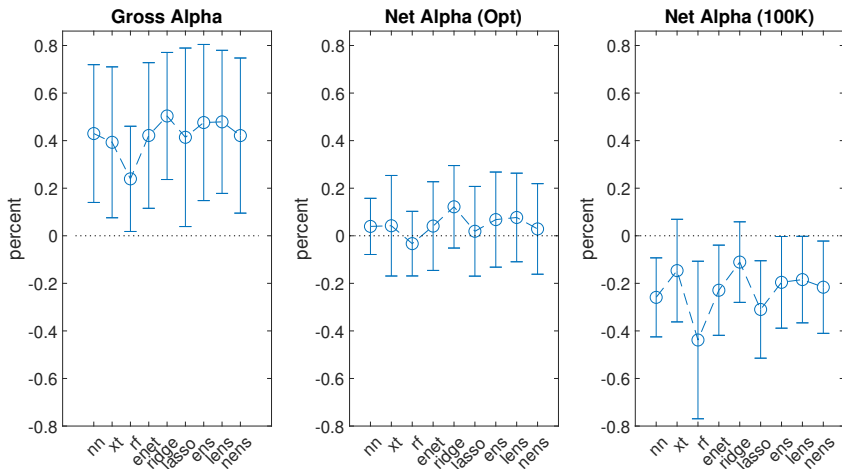 Gross Alpha
percent
0.8
0.6
0.4
0.2
0
-0.2
-0.4
-0.6
-0.8
nn
xt
rf
enet
ridge
lasso
ens
lens
nens
Net Alpha (Opt)
percent
0.8
0.6
0.4
0.2
0
-0.2
-0.4
-0.6
-0.8
nn
xt
rf
enet
ridge
lasso
ens
lens
nens
Net Alpha (100K)
percent
0.8
0.6
0.4
0.2
0
-0.2
-0.4
-0.6
-0.8
nn
xt
rf
enet
ridge
lasso
ens
lens
nens